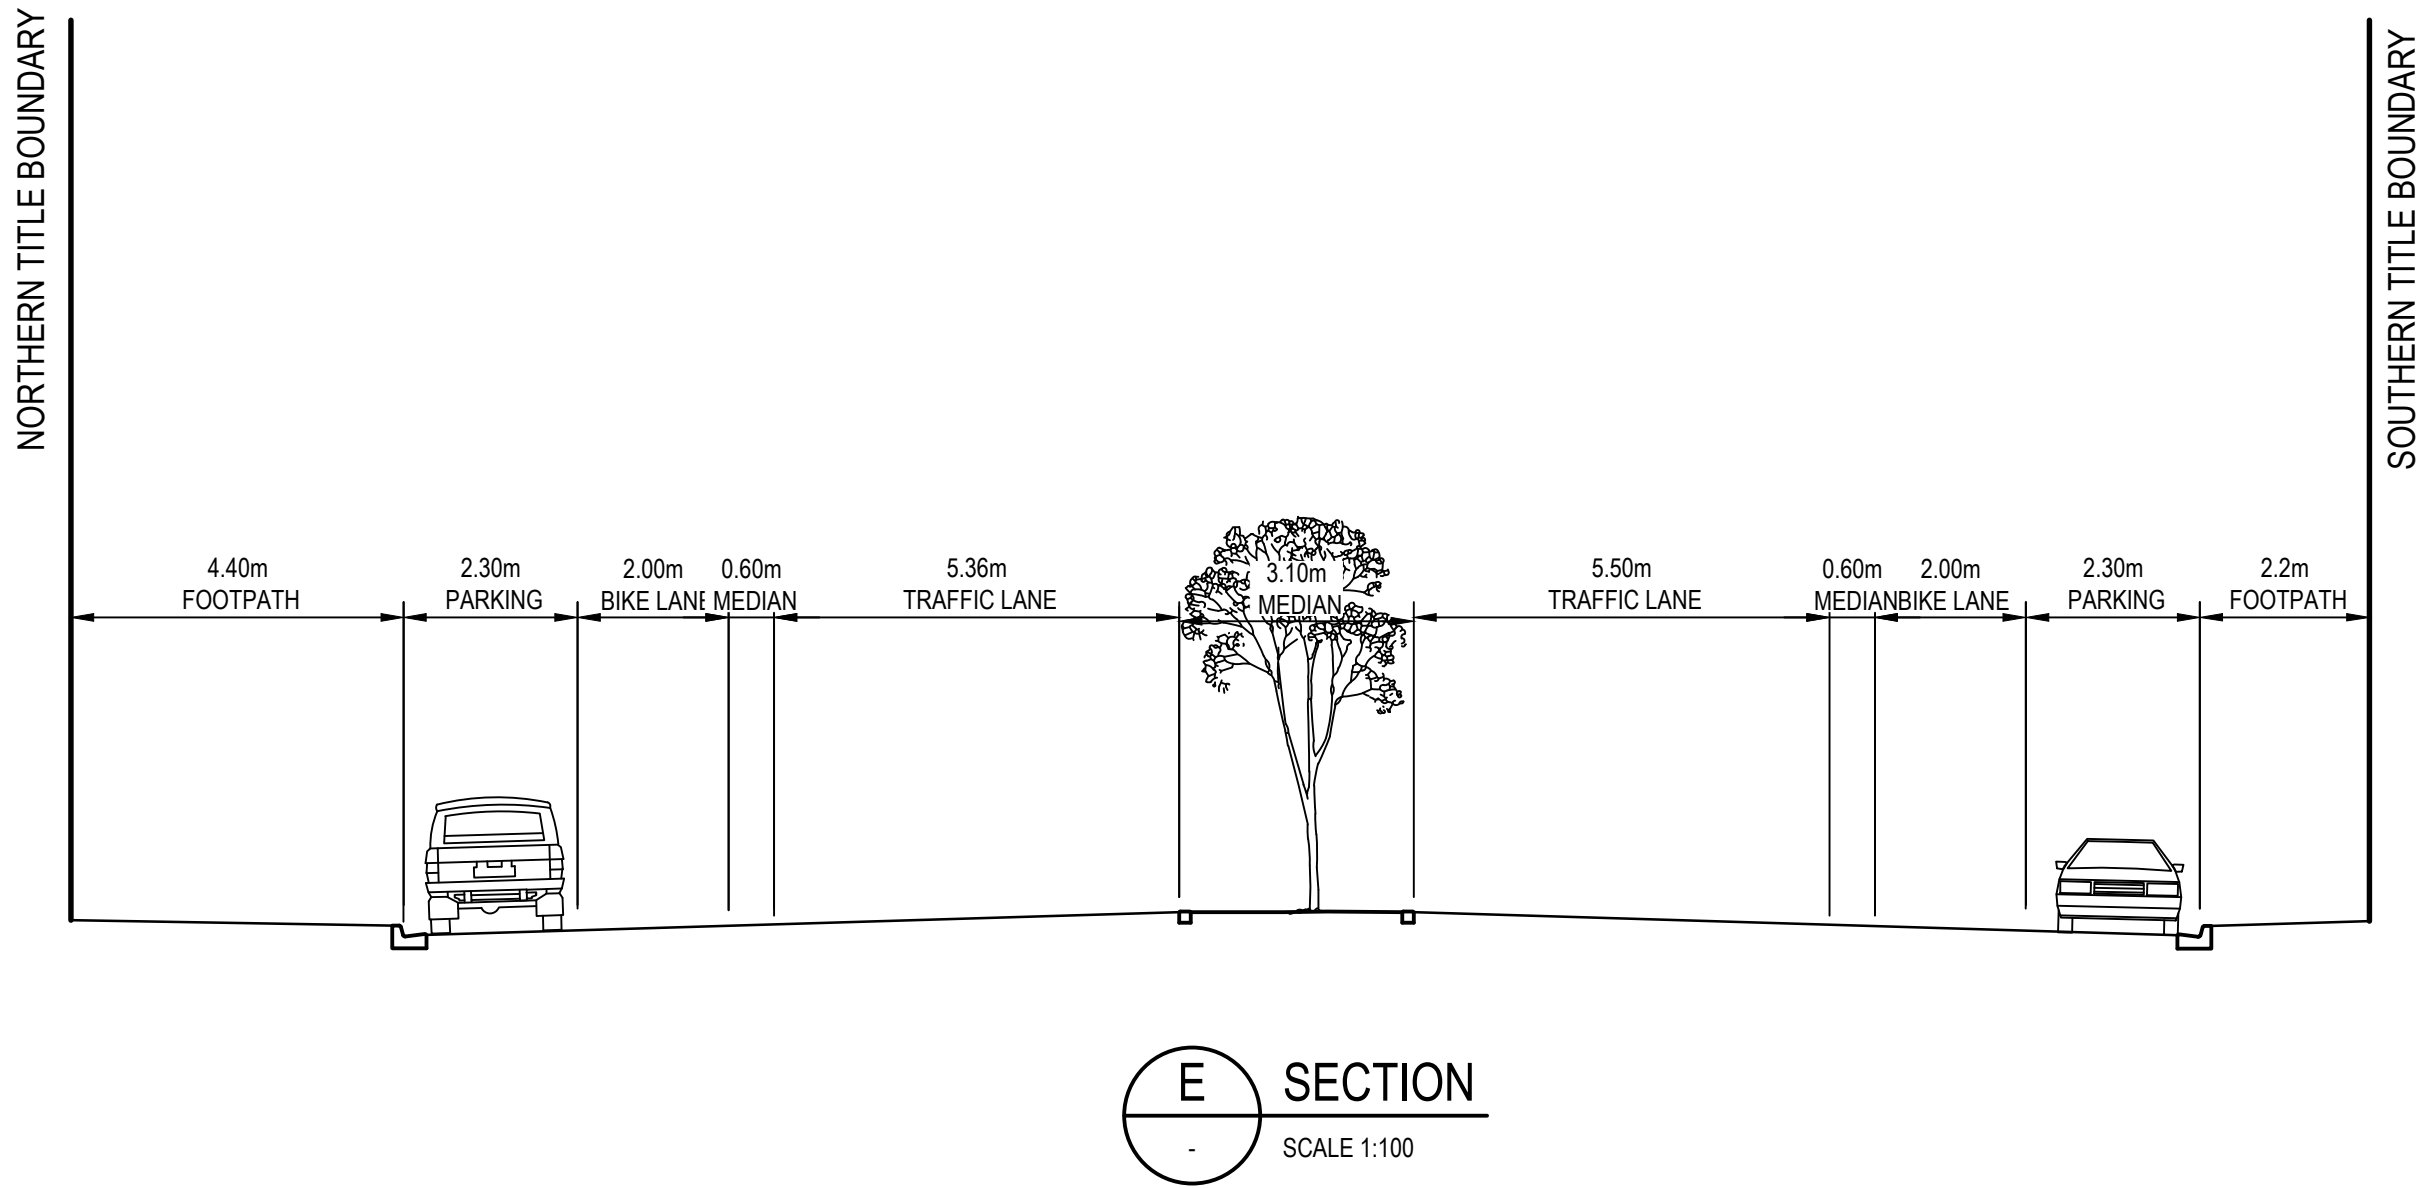 NORTHERN TITLE BOUNDARY
SOUTHERN TITLE BOUNDARY
4.40m
FOOTPATH
2.30m
PARKING
2.00m
BIKE LANE
0.60m
MEDIAN
5.36m
TRAFFIC LANE
3.10m
MEDIAN
5.50m
TRAFFIC LANE
0.60m
MEDIAN
2.00m
BIKE LANE
2.30m
PARKING
2.2m
FOOTPATH
E
-
SECTION
SCALE 1:100